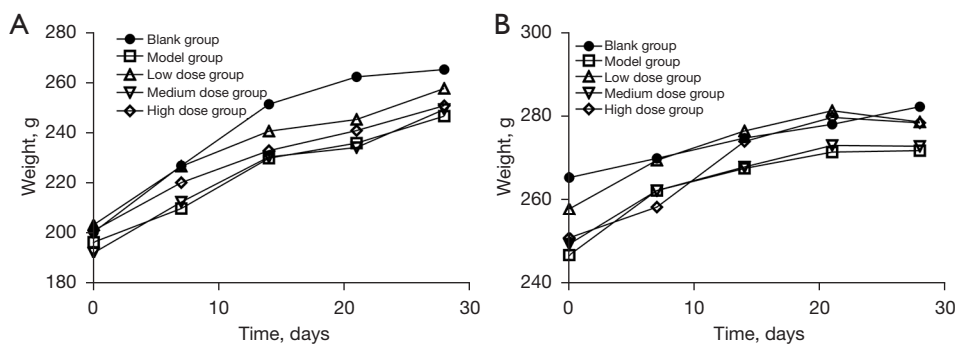 A
280
260
240
220
200
180
Weight, g
Blank group
Model group
Low dose group
Medium dose group
High dose group
0
10
20
30
Time, days
B
300
280
260
240
Weight, g
Blank group
Model group
Low dose group
Medium dose group
High dose group
0
10
20
30
Time, days